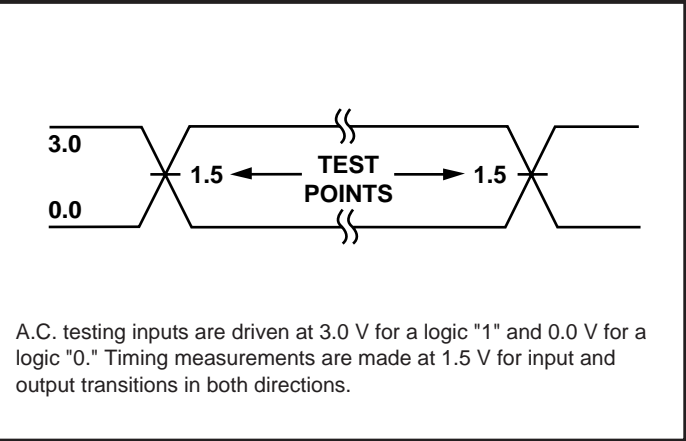 3.0
1.5
TEST
POINTS
1.5
0.0
A.C. testing inputs are driven at 3.0 V for a logic "1" and 0.0 V for a
logic "0." Timing measurements are made at 1.5 V for input and
output transitions in both directions.